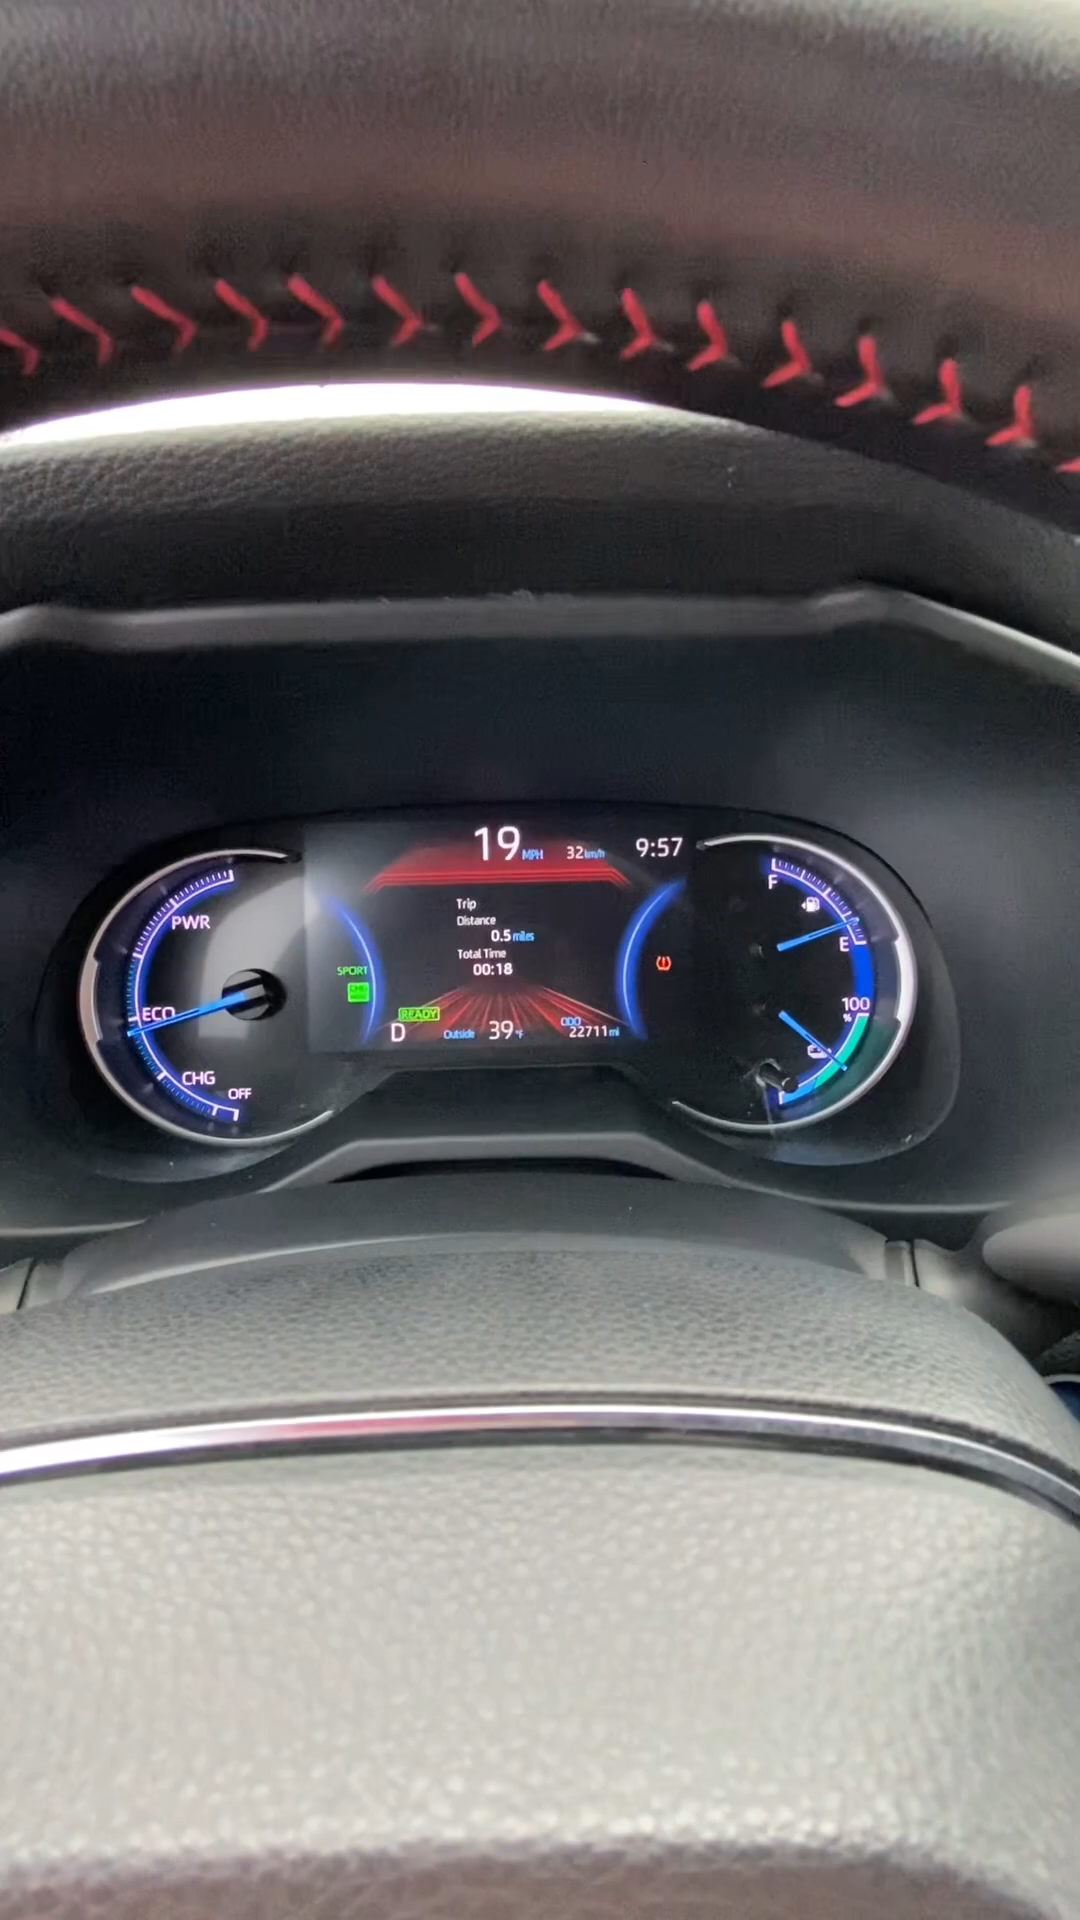 19 MPH 32 km/h 9:57
PWR
ECO
CHG
OFF
SPORT
CHG
READY
D
Trip
Distance
0.5 miles
Total Time
00:18
Outside 39°F
ODO
22711 mi
F
E
100
%